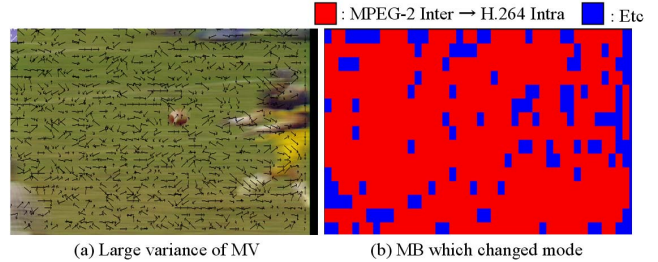 : MPEG-2 Inter → H.264 Intra : Etc
(a) Large variance of MV
(b) MB which changed mode